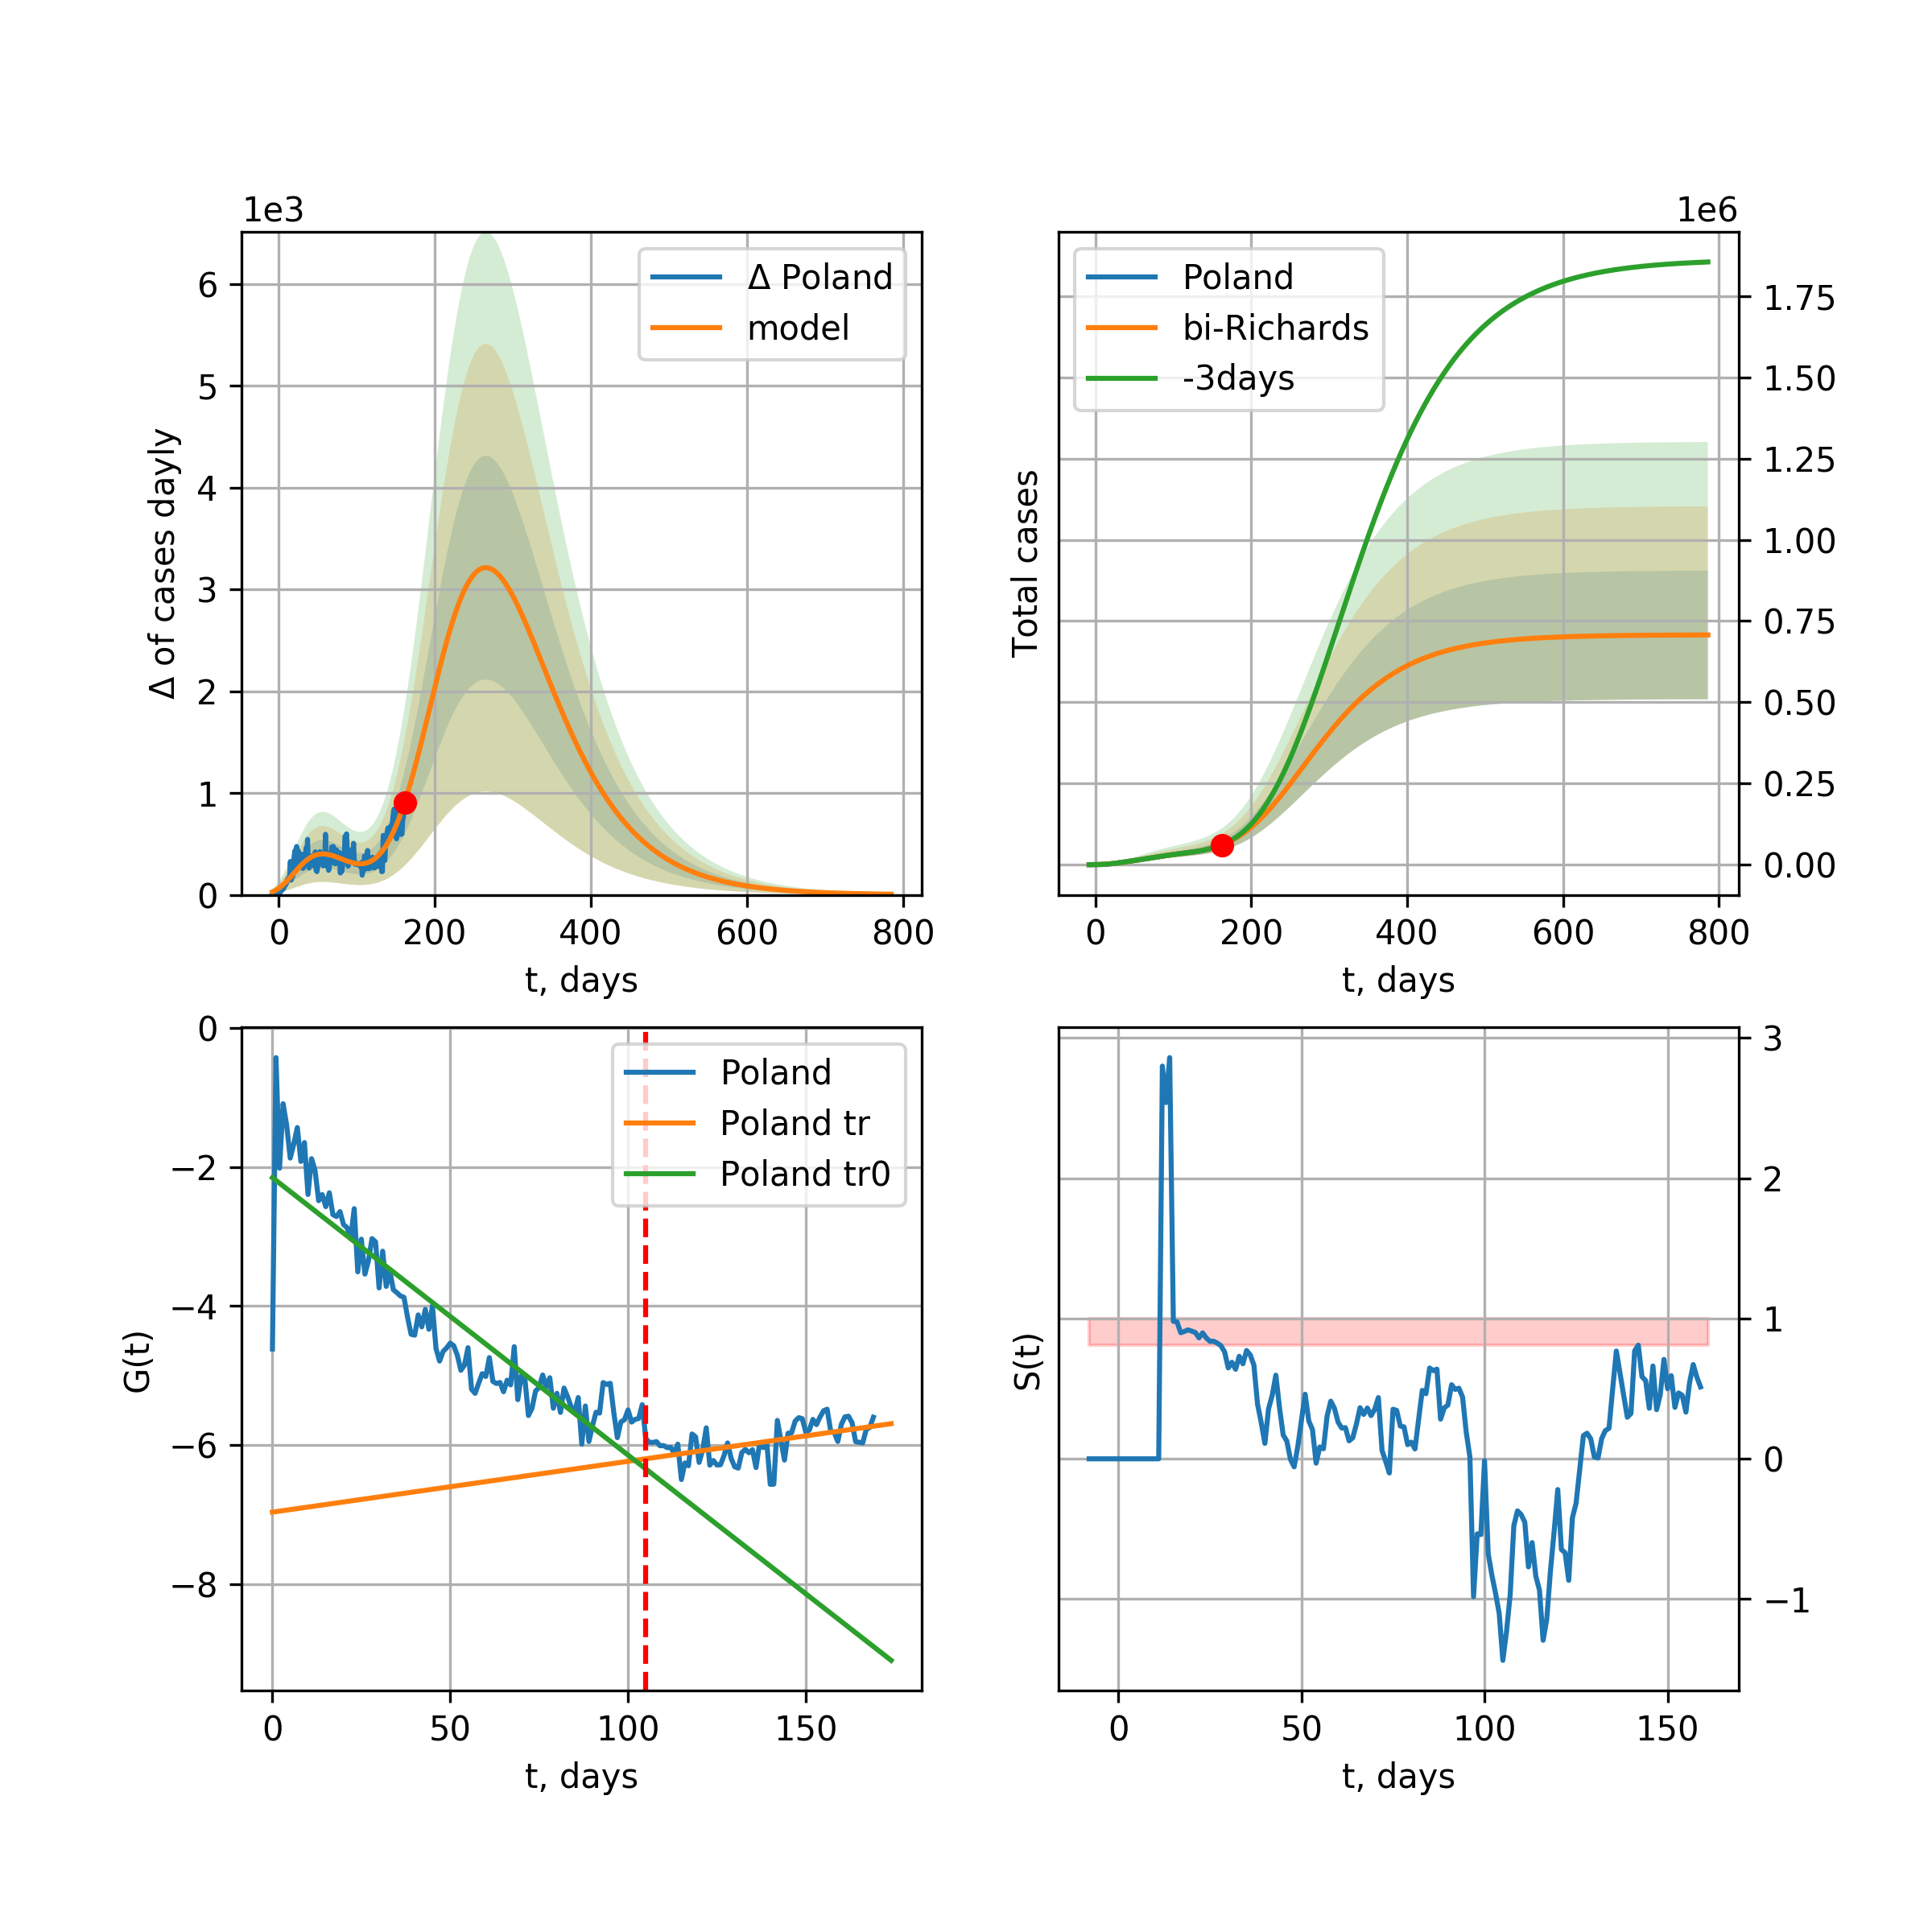 1e3
Δ Poland
model
6
5
4
3
2
1
0
Δ of cases dayly
0 200 400 600 800
t, days
1e6
Poland
bi-Richards
-3days
1.75
1.50
1.25
1.00
0.75
0.50
0.25
0.00
Total cases
0 200 400 600 800
t, days
Poland
Poland tr
Poland tr0
0
−2
−4
−6
−8
G(t)
0 50 100 150
t, days
3
2
1
0
−1
S(t)
0 50 100 150
t, days